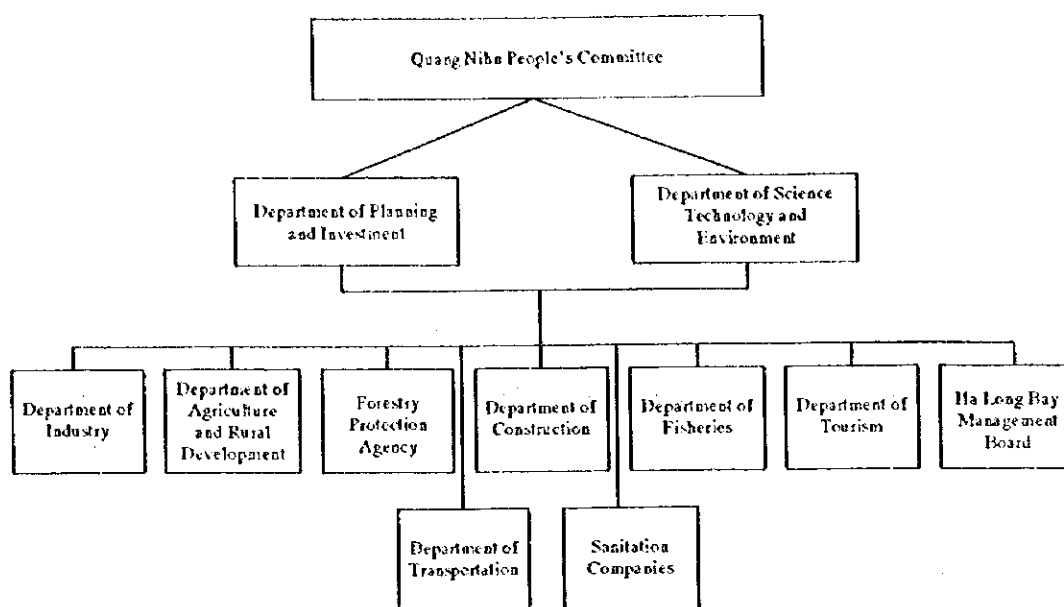 Quang Nihn People's Committee
Department of Planning
and Investment
Department of Science
Technology and
Environment
Department of
Industry
Department of
Agriculture
and Rural
Development
Forestry
Protection
Agency
Department of
Construction
Department of
Fisheries
Department of
Tourism
Ha Long Bay
Management
Board
Department of
Transportation
Sanitation
Companies